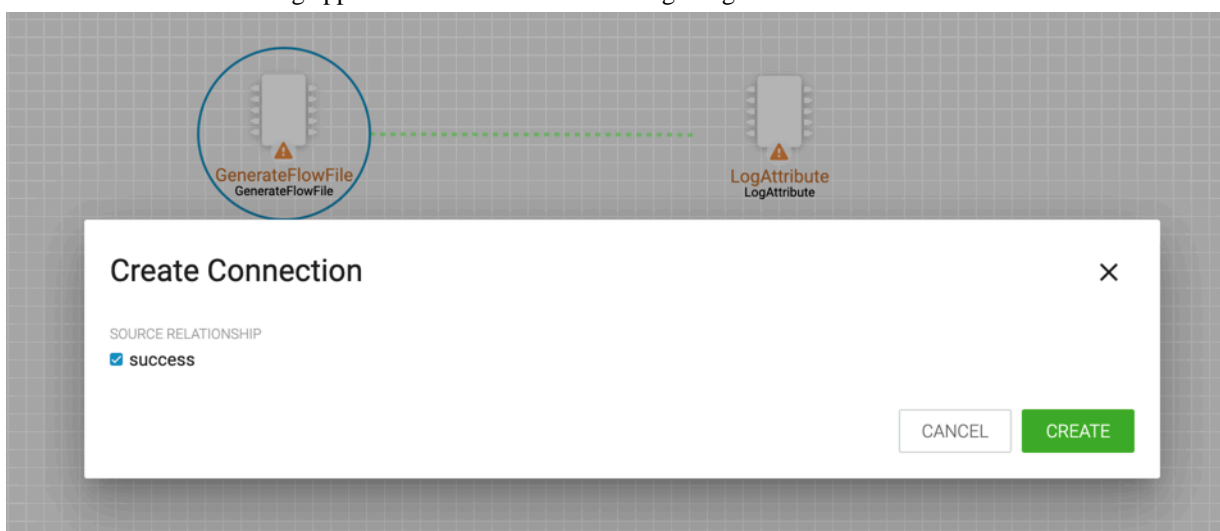 GenerateFlowFile
GenerateFlowFile
LogAttribute
LogAttribute
Create Connection
SOURCE RELATIONSHIP
success
CANCEL
CREATE